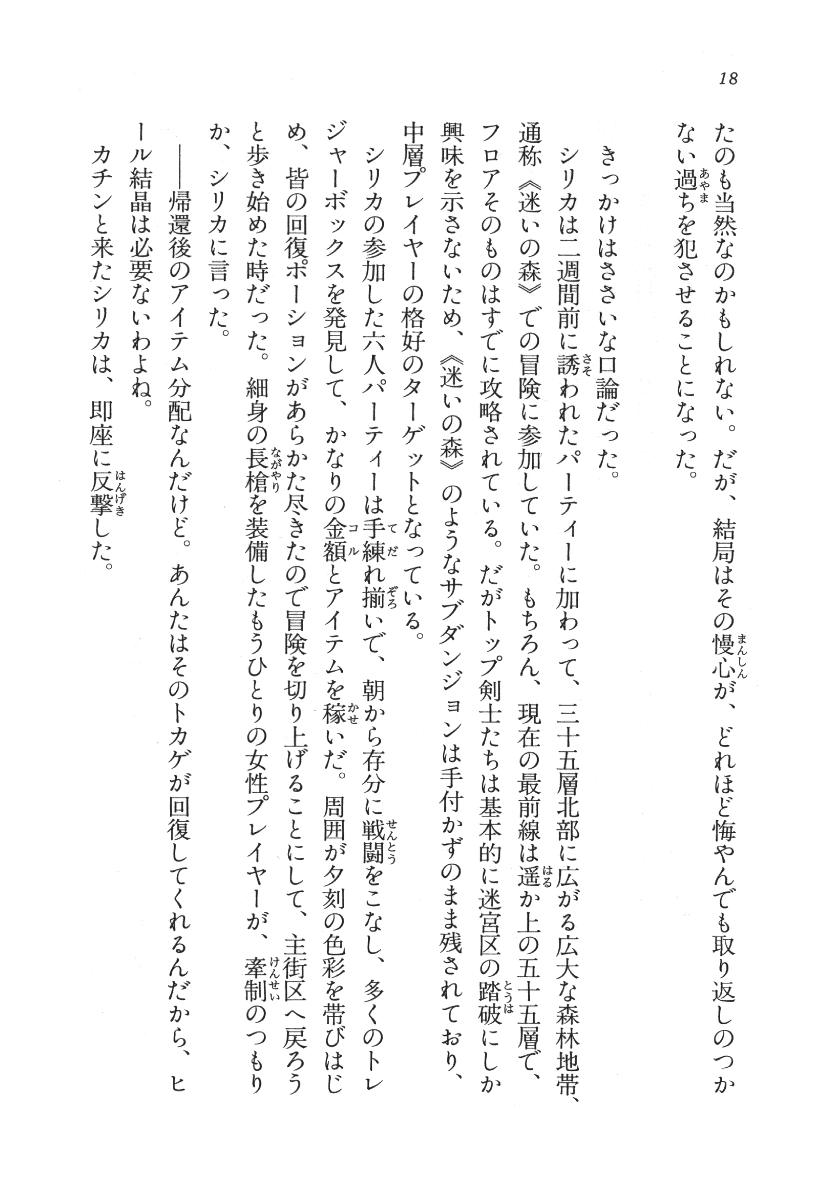 18
たのも当然なのかもしれない。だが、結局はその慢心が、どれほど悔やんでも取り返しのつか
ない過ちを犯させることになった。
きっかけはささいな口論だった。
シリカは二週間前に誘われたパーティーに加わって、三十五層北部に広がる広大な森林地帯、
通称《迷いの森》での冒険に参加していた。もちろん、現在の最前線は遥か上の五十五層で、
フロアそのものはすでに攻略されている。だがトップ剣士たちは基本的に迷宮区の踏破にしか
興味を示さないため、《迷いの森》のようなサブダンジョンは手付かずのまま残されており、
中層プレイヤーの格好のターゲットとなっている。
シリカの参加した六人パーティーは手練れ揃いで、朝から存分に戦闘をこなし、多くのトレ
ジャーボックスを発見して、かなりの金額とアイテムを稼いだ。周囲が夕刻の色彩を帯びはじ
め、皆の回復ポーションがあらかた尽きたので冒険を切り上げることにして、主街区へ戻ろう
と歩き始めた時だった。細身の長槍を装備したもうひとりの女性プレイヤーが、牽制のつもり
か、シリカに言った。
――帰還後のアイテム分配なんだけど。あんたはそのトカゲが回復してくれるんだから、ヒ
ール結晶は必要ないわよね。
カチンと来たシリカは、即座に反撃した。